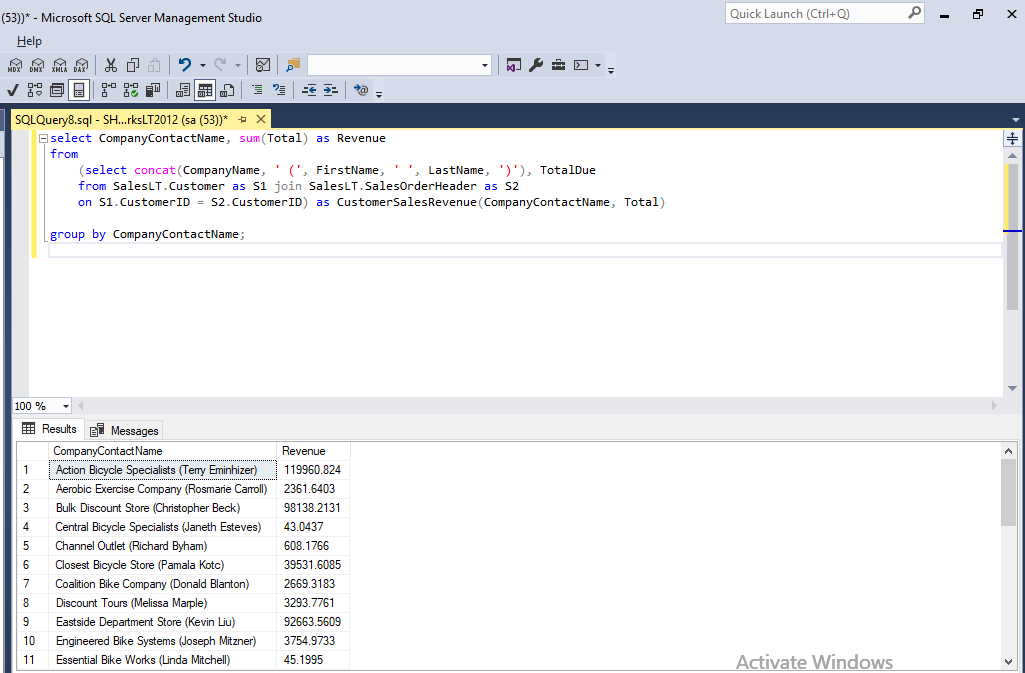 (53))* - Microsoft SQL Server Management Studio
Quick Launch (Ctrl+Q)
Help
MDX DMX XMLA DAX
SQLQuery8.sql - SH...rksLT2012 (sa (53))*
select CompanyContactName, sum(Total) as Revenue
from
(select concat(CompanyName, ' (', FirstName, ' ', LastName, ')'), TotalDue
from SalesLT.Customer as S1 join SalesLT.SalesOrderHeader as S2
on S1.CustomerID = S2.CustomerID) as CustomerSalesRevenue(CompanyContactName, Total)
group by CompanyContactName;
100 %
Results Messages
CompanyContactName Revenue
1 Action Bicycle Specialists (Terry Eminhizer) 119960.824
2 Aerobic Exercise Company (Rosmarie Carroll) 2361.6403
3 Bulk Discount Store (Christopher Beck) 98138.2131
4 Central Bicycle Specialists (Janeth Esteves) 43.0437
5 Channel Outlet (Richard Byham) 608.1766
6 Closest Bicycle Store (Pamala Kotc) 39531.6085
7 Coalition Bike Company (Donald Blanton) 2669.3183
8 Discount Tours (Melissa Marple) 3293.7761
9 Eastside Department Store (Kevin Liu) 92663.5609
10 Engineered Bike Systems (Joseph Mitzner) 3754.9733
11 Essential Bike Works (Linda Mitchell) 45.1995
Activate Windows